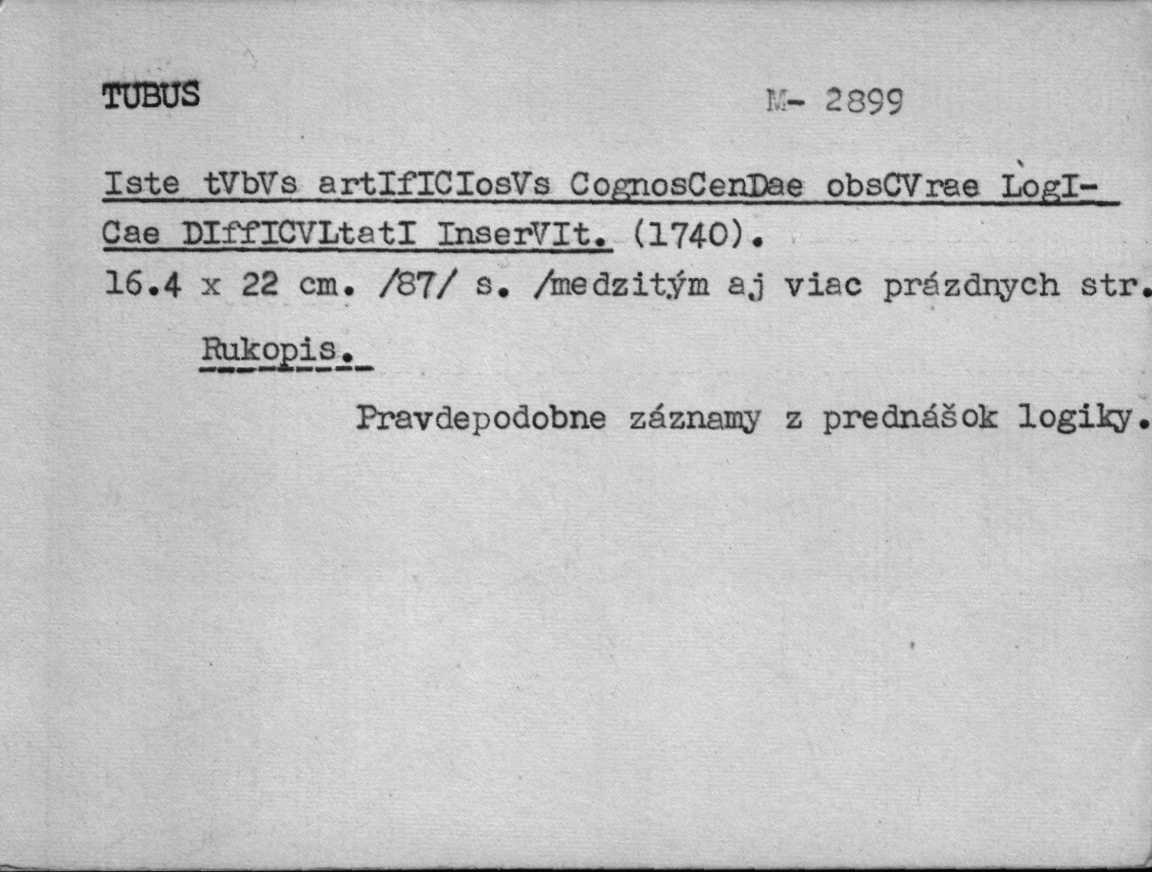 TUBUS
M- 2899
Iste tVbVs artIfICIosVs CognosCenDae obsCVrae LogI-
Cae DIffICVLtatI InserVIt. (1740).
16.4 x 22 cm. /87/ s. /medzitým aj viac prázdnych str.
Rukopis.
Pravdepodobne záznamy z prednášok logiky.